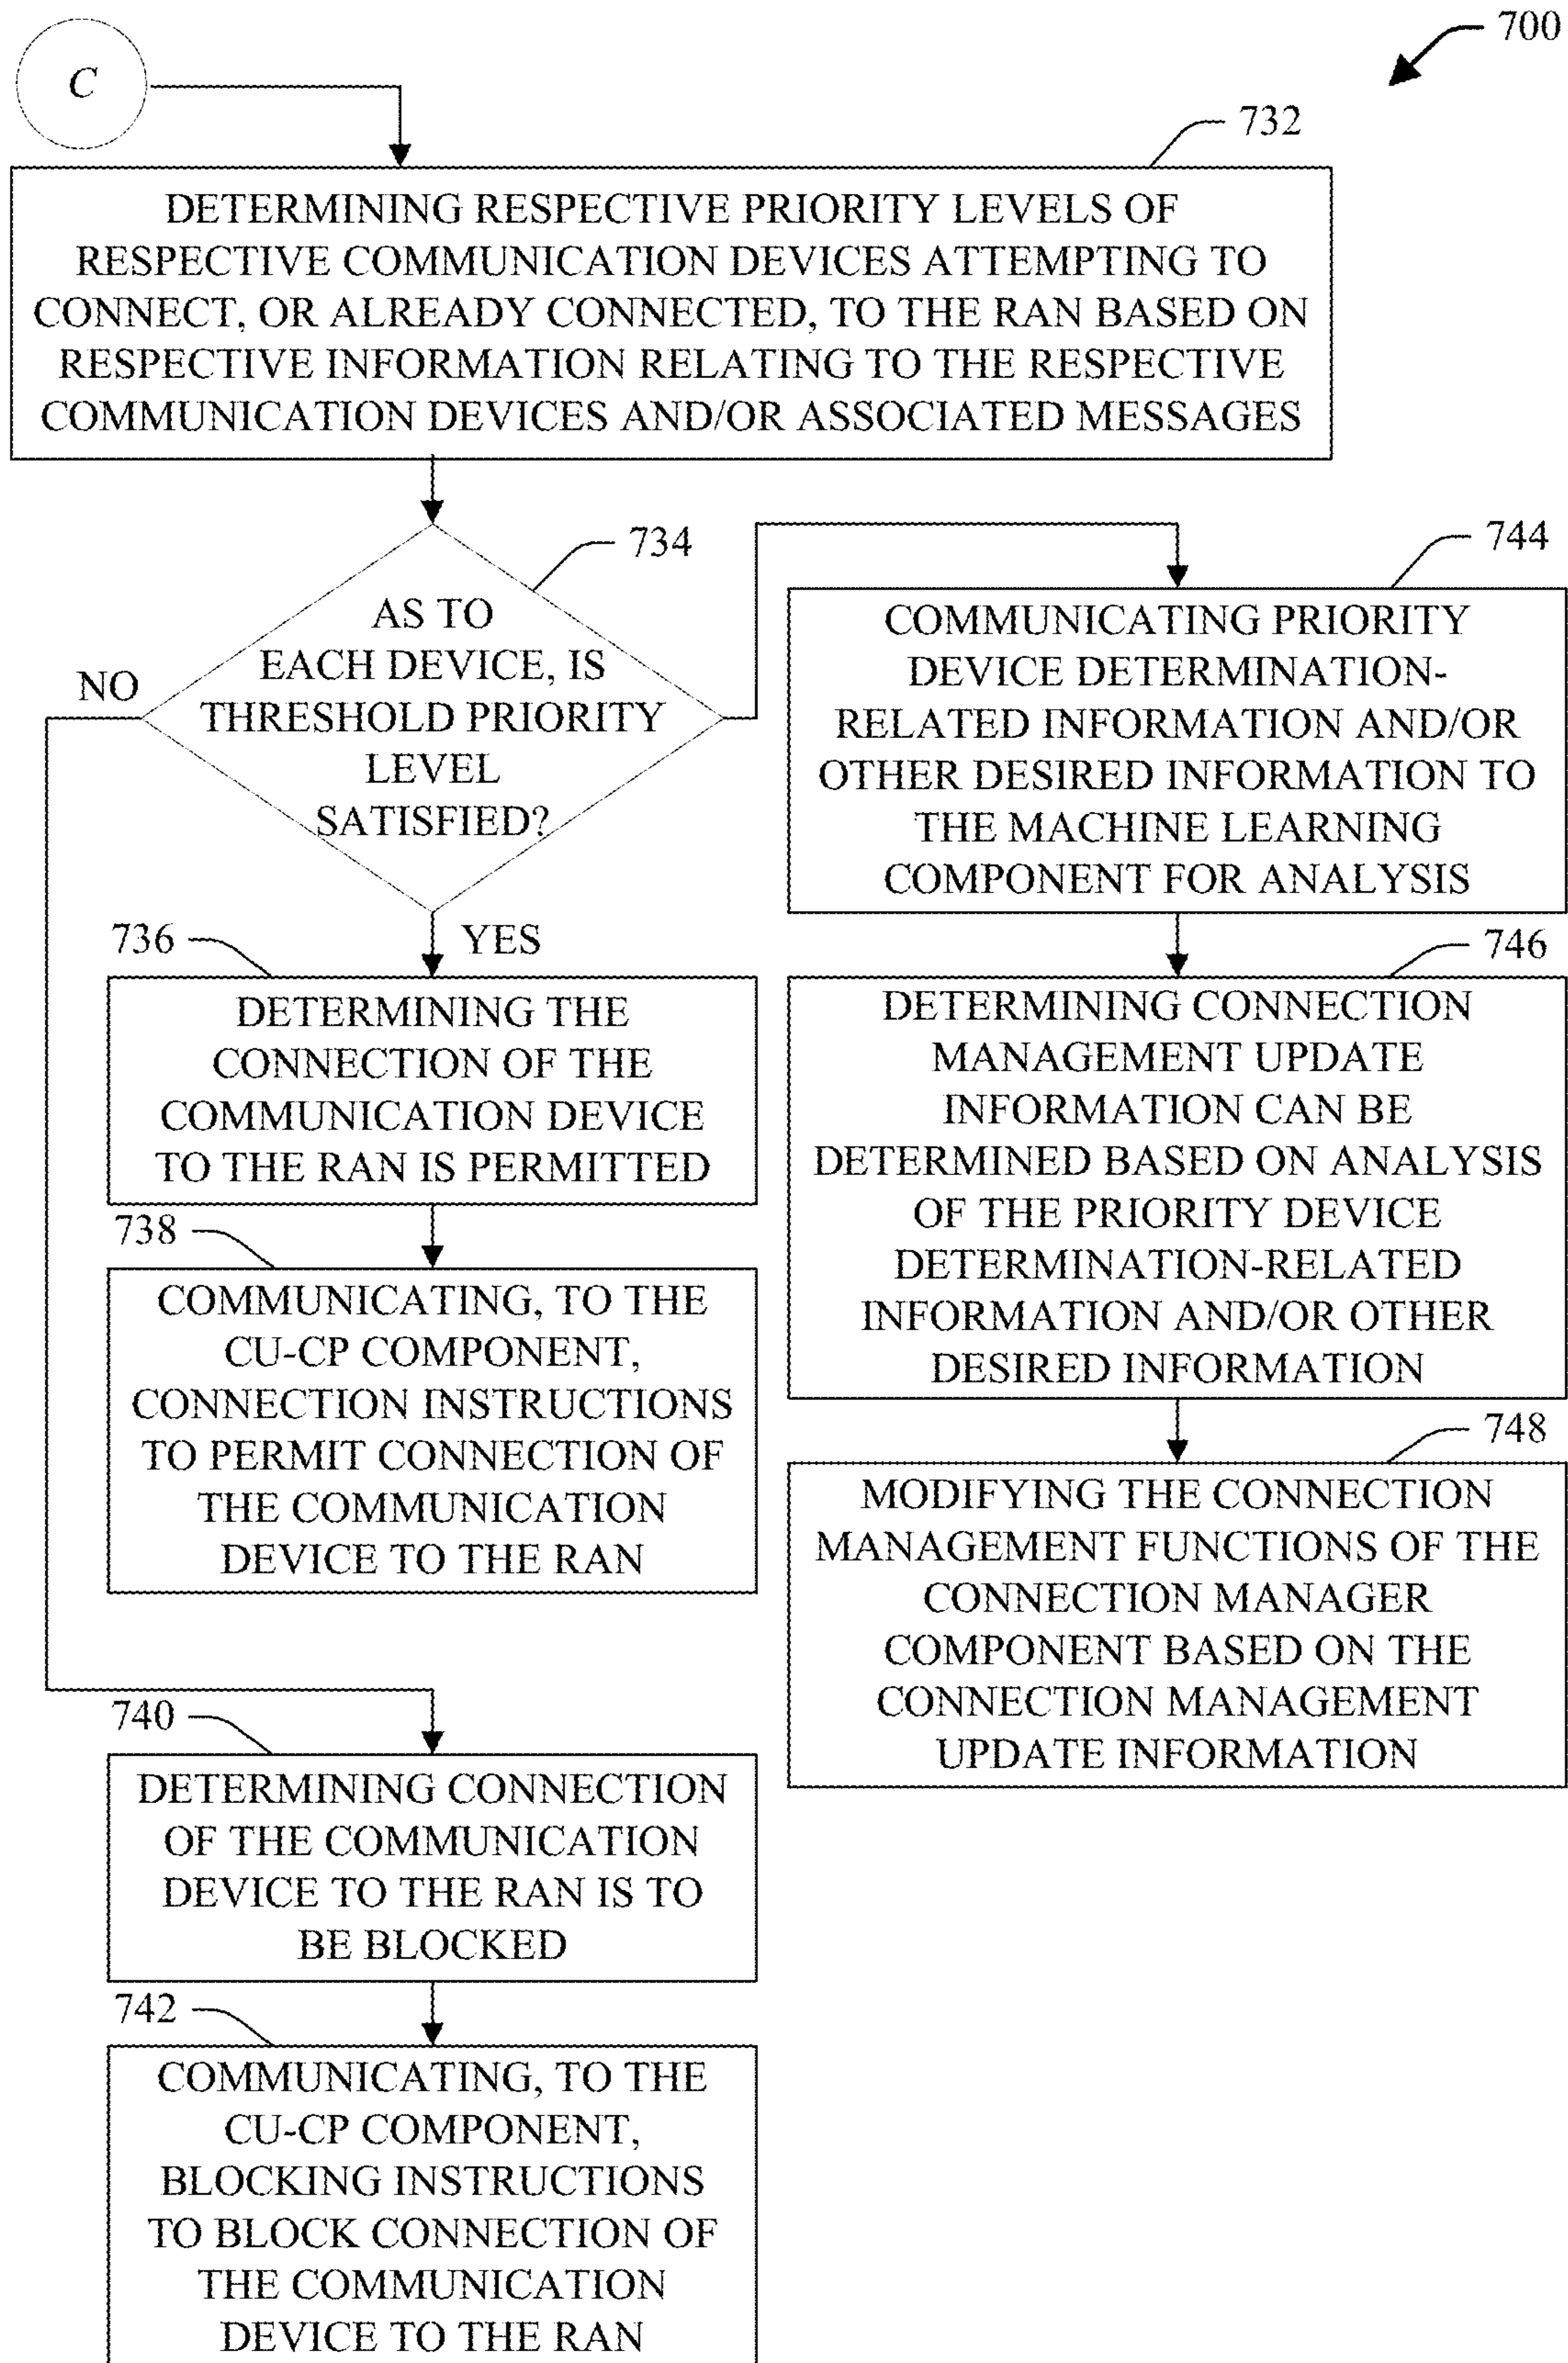 700
C
732
DETERMINING RESPECTIVE PRIORITY LEVELS OF
RESPECTIVE COMMUNICATION DEVICES ATTEMPTING TO
CONNECT, OR ALREADY CONNECTED, TO THE RAN BASED ON
RESPECTIVE INFORMATION RELATING TO THE RESPECTIVE
COMMUNICATION DEVICES AND/OR ASSOCIATED MESSAGES
734
AS TO
EACH DEVICE, IS
THRESHOLD PRIORITY
LEVEL
SATISFIED?
NO
YES
736
DETERMINING THE
CONNECTION OF THE
COMMUNICATION DEVICE
TO THE RAN IS PERMITTED
738
COMMUNICATING, TO THE
CU-CP COMPONENT,
CONNECTION INSTRUCTIONS
TO PERMIT CONNECTION OF
THE COMMUNICATION
DEVICE TO THE RAN
740
DETERMINING CONNECTION
OF THE COMMUNICATION
DEVICE TO THE RAN IS TO
BE BLOCKED
742
COMMUNICATING, TO THE
CU-CP COMPONENT,
BLOCKING INSTRUCTIONS
TO BLOCK CONNECTION OF
THE COMMUNICATION
DEVICE TO THE RAN
744
COMMUNICATING PRIORITY
DEVICE DETERMINATION-
RELATED INFORMATION AND/OR
OTHER DESIRED INFORMATION TO
THE MACHINE LEARNING
COMPONENT FOR ANALYSIS
746
DETERMINING CONNECTION
MANAGEMENT UPDATE
INFORMATION CAN BE
DETERMINED BASED ON ANALYSIS
OF THE PRIORITY DEVICE
DETERMINATION-RELATED
INFORMATION AND/OR OTHER
DESIRED INFORMATION
748
MODIFYING THE CONNECTION
MANAGEMENT FUNCTIONS OF THE
CONNECTION MANAGER
COMPONENT BASED ON THE
CONNECTION MANAGEMENT
UPDATE INFORMATION